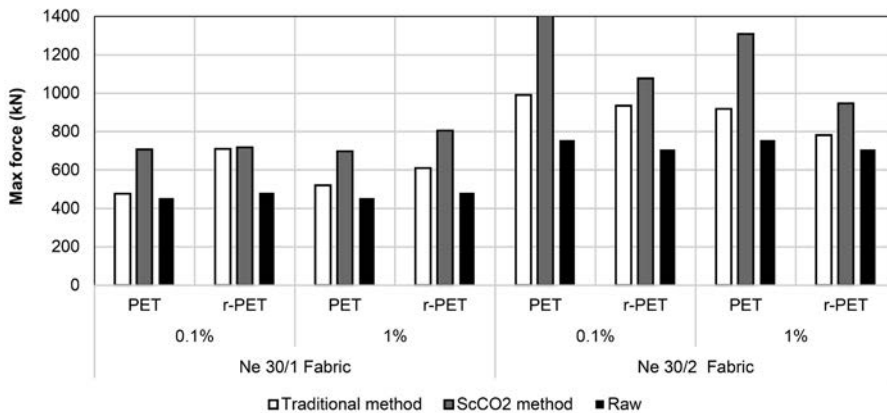 Max force (kN)
1400
1200
1000
800
600
400
200
0
PET r-PET PET r-PET PET r-PET PET r-PET
0.1% 1% 0.1% 1%
Ne 30/1 Fabric Ne 30/2 Fabric
Traditional method ScCO2 method Raw